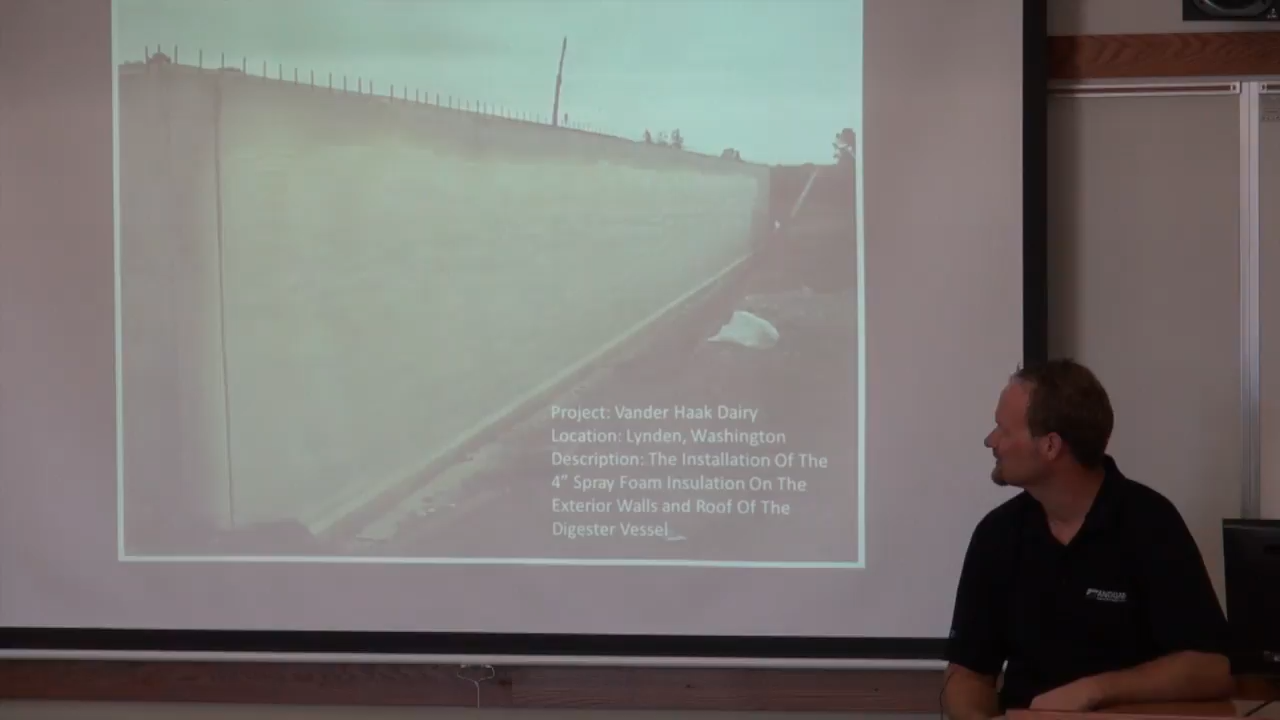 Project: Vander Haak Dairy
Location: Lynden, Washington
Description: The Installation Of The
4” Spray Foam Insulation On The
Exterior Walls and Roof Of The
Digester Vessel